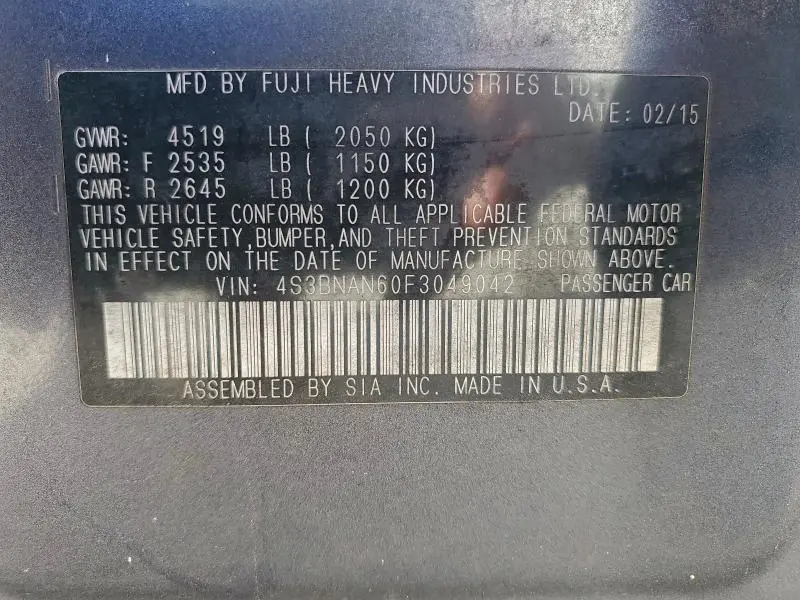 MFD BY FUJI HEAVY INDUSTRIES LTD.
DATE: 02/15
GVWR: 4519 LB ( 2050 KG)
GAWR: F 2535 LB ( 1150 KG)
GAWR: R 2645 LB ( 1200 KG)
THIS VEHICLE CONFORMS TO ALL APPLICABLE FEDERAL MOTOR
VEHICLE SAFETY,BUMPER,AND THEFT PREVENTION STANDARDS
IN EFFECT ON THE DATE OF MANUFACTURE SHOWN ABOVE.
VIN: 4S3BNAN60F3049042 PASSENGER CAR
ASSEMBLED BY SIA INC. MADE IN U.S.A.